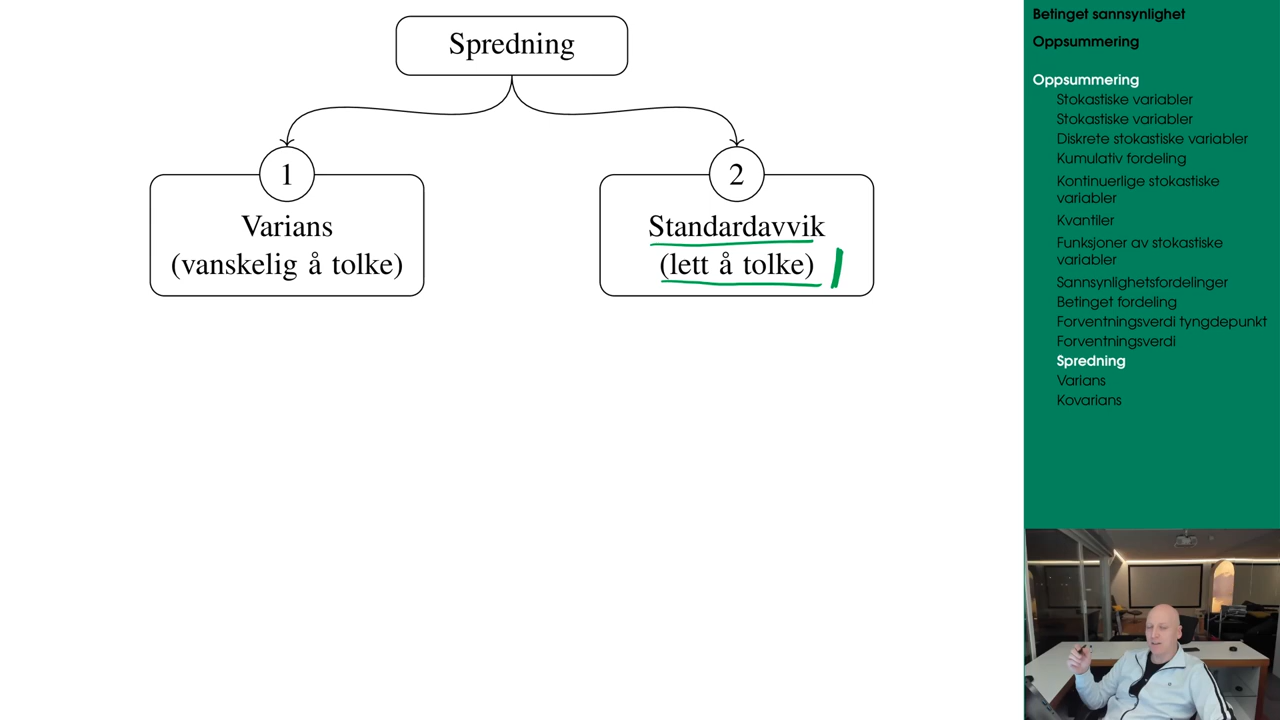 Spredning
1
Varians
(vanskelig å tolke)
2
Standardavvik
(lett å tolke)
Betinget sannsynlighet
Oppsummering
Oppsummering
Stokastiske variabler
Stokastiske variabler
Diskrete stokastiske variabler
Kumulativ fordeling
Kontinuerlige stokastiske
variabler
Kvantiler
Funksjoner av stokastiske
variabler
Sannsynlighetsfordelinger
Betinget fordeling
Forventningsverdi tyngdepunkt
Forventningsverdi
Spredning
Varians
Kovarians